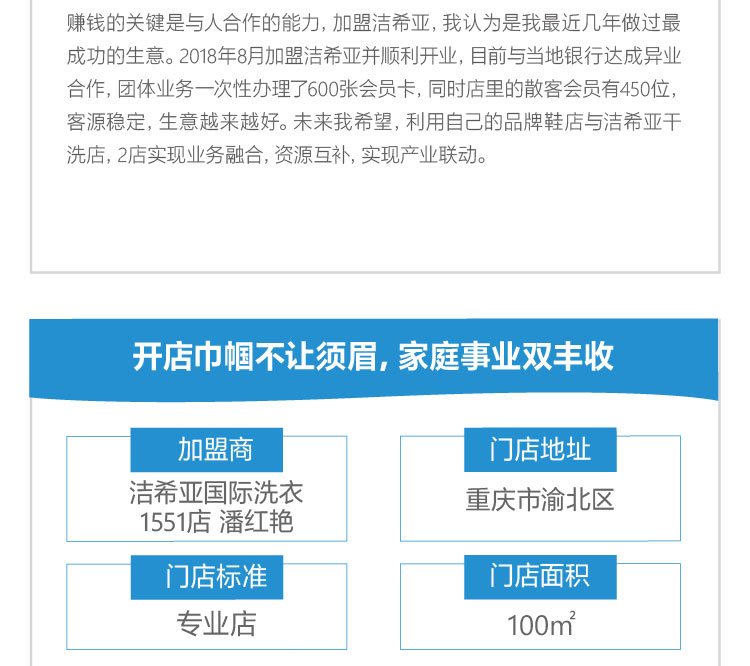 赚钱的关键是与人合作的能力, 加盟洁希亚, 我认为是我最近几年做过最
成功的生意。2018年8月加盟洁希亚并顺利开业, 目前与当地银行达成异业
合作, 团体业务一次性办理了600张会员卡, 同时店里的散客会员有450位,
客源稳定, 生意越来越好。未来我希望, 利用自己的品牌鞋店与洁希亚干
洗店, 2店实现业务融合, 资源互补, 实现产业联动。
开店巾帼不让须眉, 家庭事业双丰收
加盟商
洁希亚国际洗衣
1551店 潘红艳
门店地址
重庆市渝北区
门店标准
专业店
门店面积
100㎡